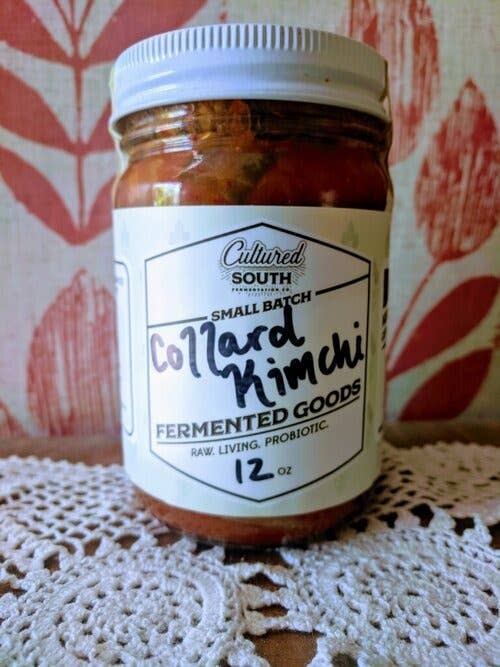 Cultured
SOUTH
FERMENTATION CO.
SMALL BATCH
Collard
Kimchi
FERMENTED GOODS
RAW. LIVING. PROBIOTIC.
12 oz